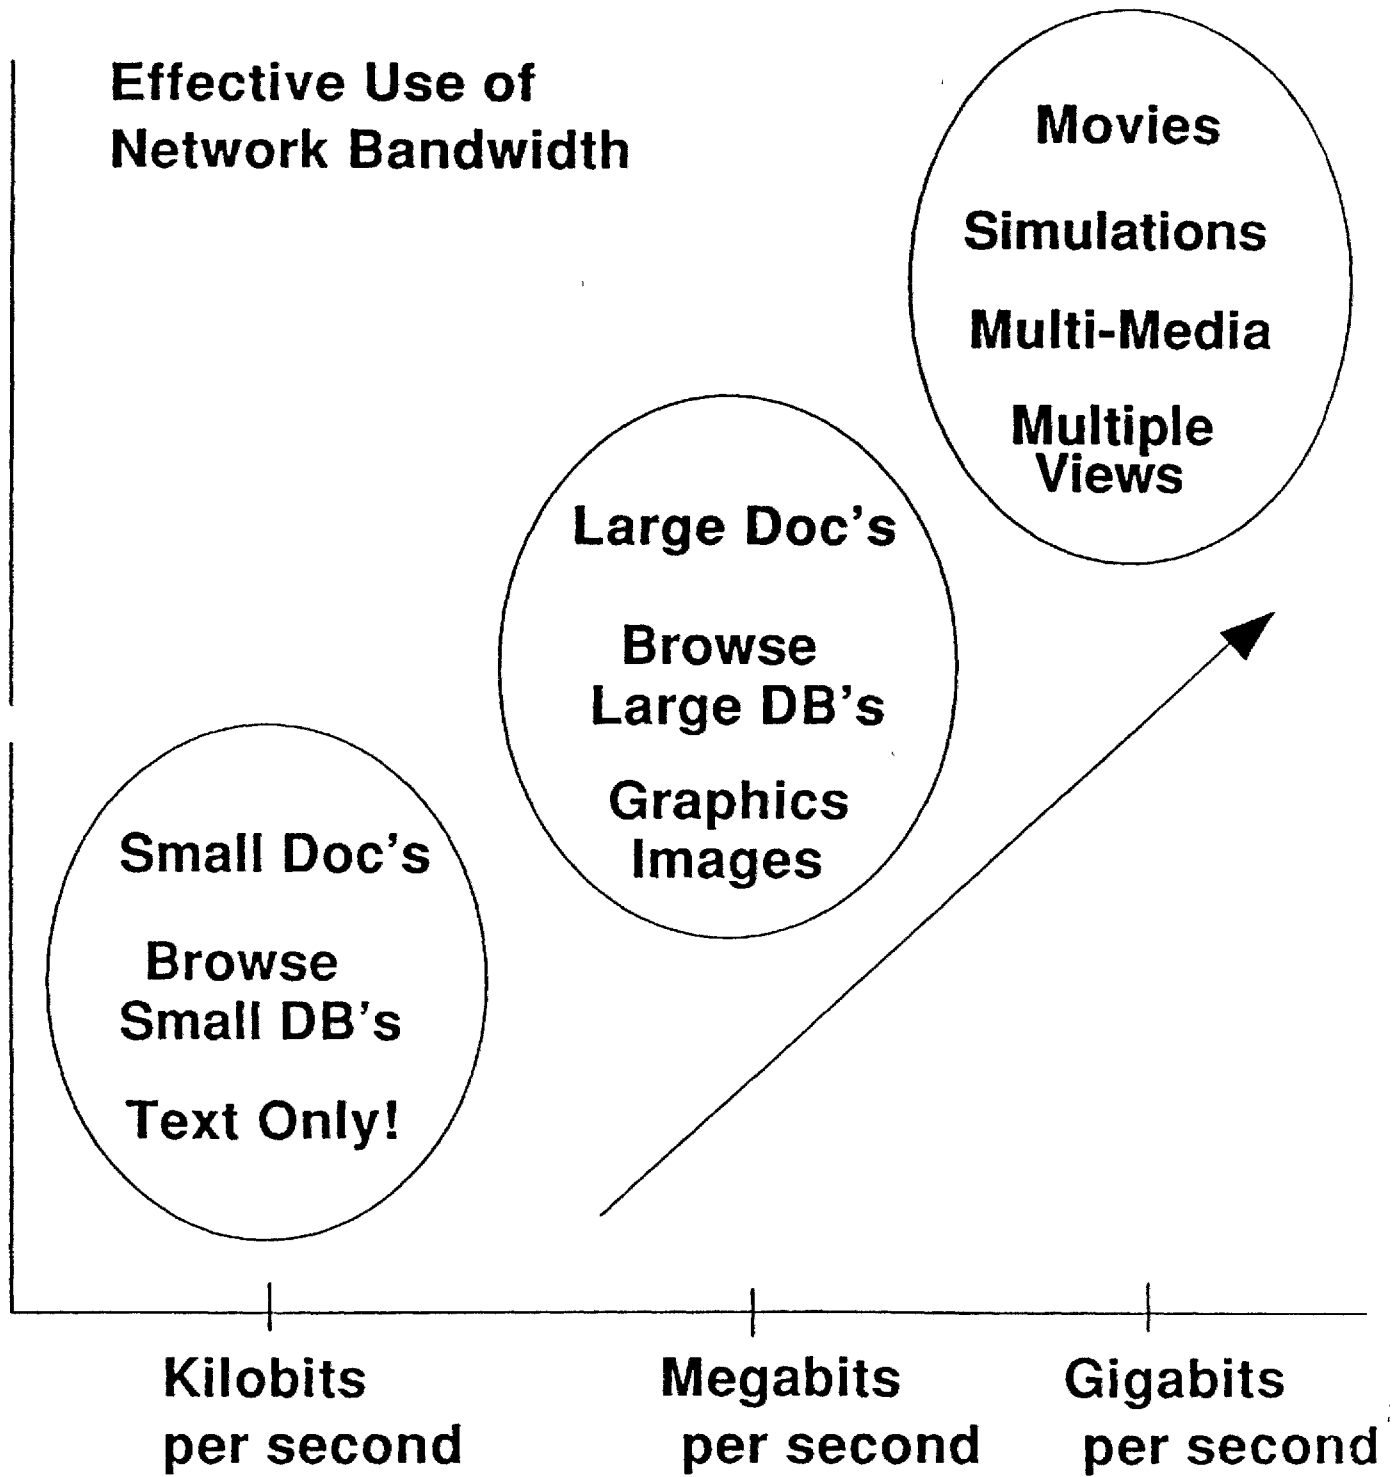 Effective Use of
Network Bandwidth
Movies
Simulations
Multi-Media
Multiple
Views
Large Doc's
Browse
Large DB's
Graphics
Images
Small Doc's
Browse
Small DB's
Text Only!
Kilobits
per second
Megabits
per second
Gigabits
per second